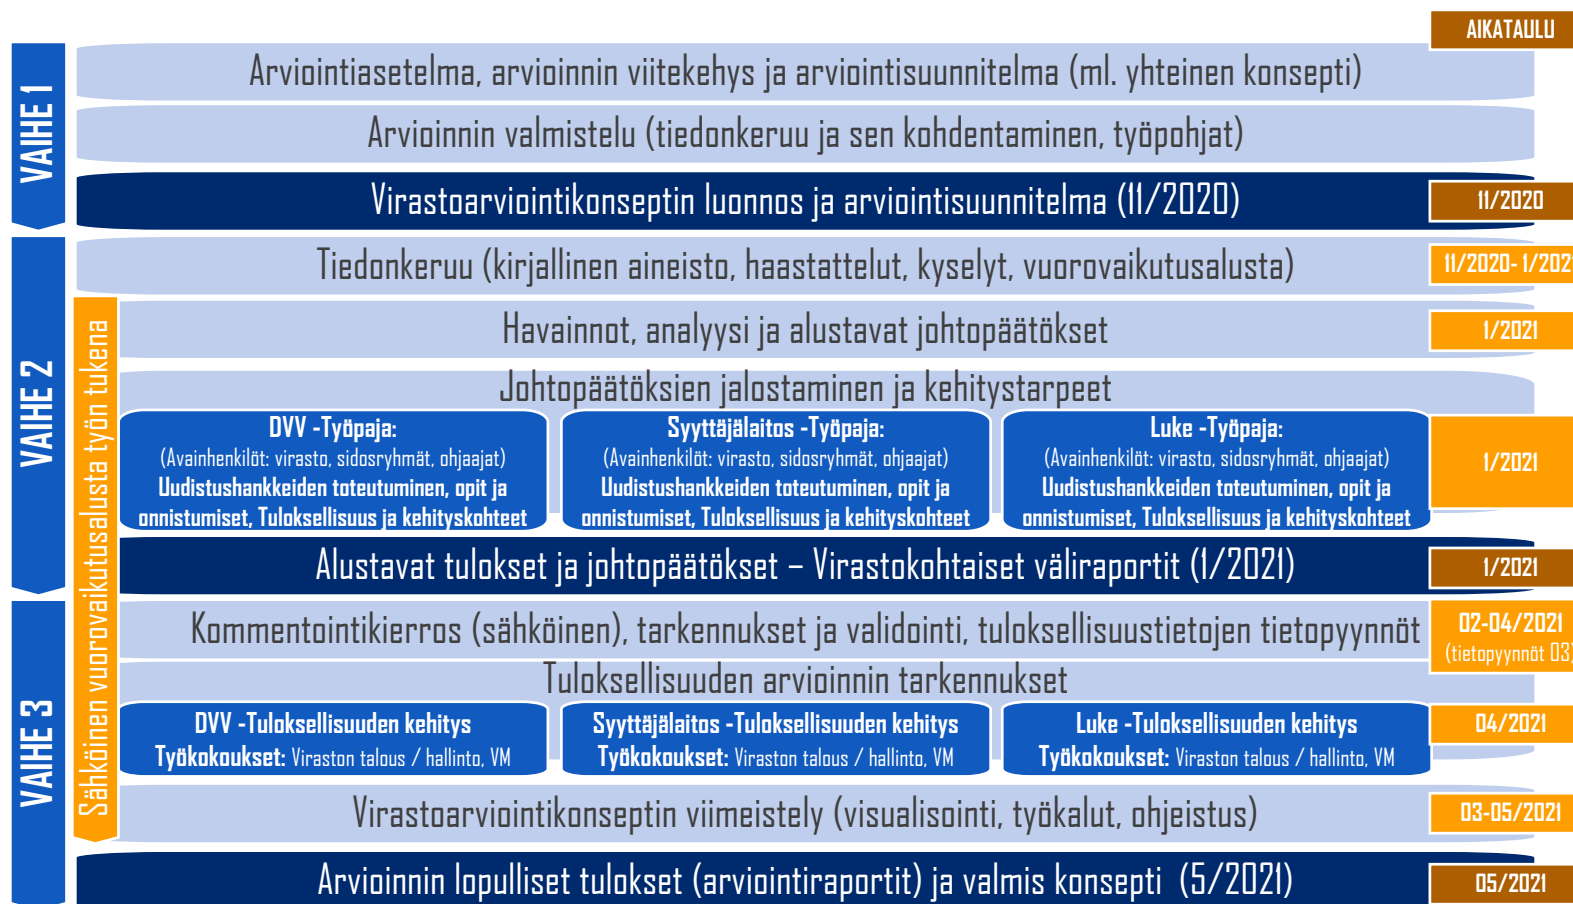 AIKATAULU
VAIHE 1
Arviointiasetelma, arvioinnin viitekehys ja arviointisuunnitelma (ml. yhteinen konsepti)
Arvioinnin valmistelu (tiedonkeruu ja sen kohdentaminen, työpohjat)
Virastoarviointikonseptin luonnos ja arviointisuunnitelma (11/2020)
11/2020
VAIHE 2
Tiedonkeruu (kirjallinen aineisto, haastattelut, kyselyt, vuorovaikutusalusta)
11/2020- 1/2021
Sähköinen vuorovaikutusalusta työn tukena
Havainnot, analyysi ja alustavat johtopäätökset
1/2021
Johtopäätöksien jalostaminen ja kehitystarpeet
DVV -Työpaja:
(Avainhenkilöt: virasto, sidosryhmät, ohjaajat)
Uudistushankkeiden toteutuminen, opit ja
onnistumiset, Tuloksellisuus ja kehityskohteet
Syyttäjälaitos -Työpaja:
(Avainhenkilöt: virasto, sidosryhmät, ohjaajat)
Uudistushankkeiden toteutuminen, opit ja
onnistumiset, Tuloksellisuus ja kehityskohteet
Luke -Työpaja:
(Avainhenkilöt: virasto, sidosryhmät, ohjaajat)
Uudistushankkeiden toteutuminen, opit ja
onnistumiset, Tuloksellisuus ja kehityskohteet
1/2021
Alustavat tulokset ja johtopäätökset – Virastokohtaiset väliraportit (1/2021)
1/2021
VAIHE 3
Kommentointikierros (sähköinen), tarkennukset ja validointi, tuloksellisuustietojen tietopyynnöt
02-04/2021
(tietopyynnöt 03)
Tuloksellisuuden arvioinnin tarkennukset
DVV -Tuloksellisuuden kehitys
Työkokoukset: Viraston talous / hallinto, VM
Syyttäjälaitos -Tuloksellisuuden kehitys
Työkokoukset: Viraston talous / hallinto, VM
Luke -Tuloksellisuuden kehitys
Työkokoukset: Viraston talous / hallinto, VM
04/2021
Virastoarviointikonseptin viimeistely (visualisointi, työkalut, ohjeistus)
03-05/2021
Arvioinnin lopulliset tulokset (arviointiraportit) ja valmis konsepti (5/2021)
05/2021